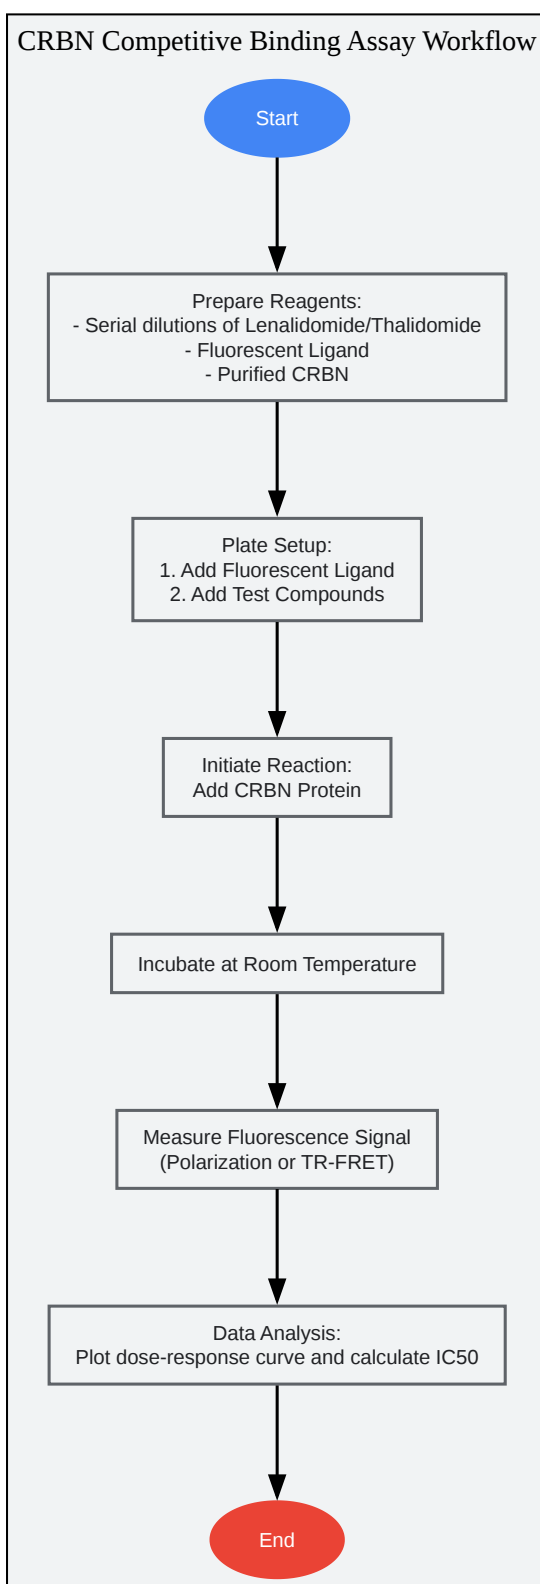 CRBN Competitive Binding Assay Workflow
Start
Prepare Reagents:
- Serial dilutions of Lenalidomide/Thalidomide
- Fluorescent Ligand
- Purified CRBN
Plate Setup:
1. Add Fluorescent Ligand
2. Add Test Compounds
Initiate Reaction:
Add CRBN Protein
Incubate at Room Temperature
Measure Fluorescence Signal
(Polarization or TR-FRET)
Data Analysis:
Plot dose-response curve and calculate IC50
End